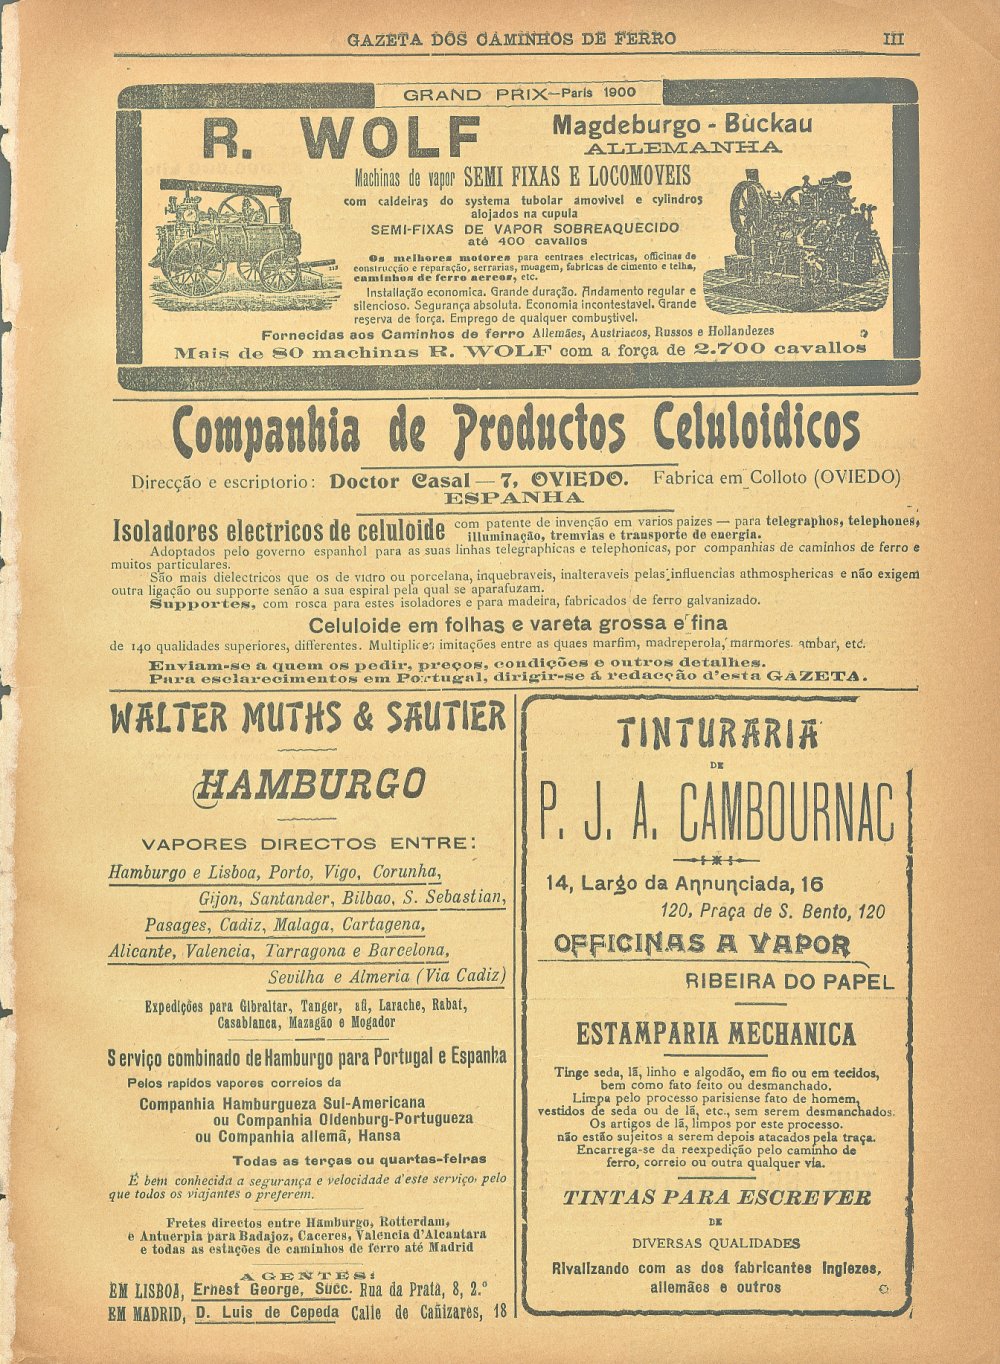 GAZETA DOS CAMINHOS DE FERRO
III
GRAND PRIX—Paris 1900
R. WOLF
Magdeburgo - Buckau
ALLEMANHA
Machinas de vapor SEMI FIXAS E LOCOMOVEIS
com caldeiras do systema tubolar amovivel e cylindros
alojados na cupula
SEMI-FIXAS DE VAPOR SOBREAQUECIDO
até 400 cavallos
Os melhores motores para centraes electricas, officinas de
construcção e reparação, serrarias, muagem, fabricas de cimento e telha,
caminhos de ferro aereos, etc.
Installação economica. Grande duração. Andamento regular e
silencioso. Segurança absoluta. Economia incontestavel. Grande
reserva de força. Emprego de qualquer combustivel.
Fornecidas aos Caminhos de ferro Allemães, Austriacos, Russos e Hollandezes
Mais de 80 machinas R. WOLF com a força de 2.700 cavallos
Companhia de Productos Celuloidicos
Direcção e escriptorio: Doctor Casal — 7, OVIEDO. Fabrica em Colloto (OVIEDO)
ESPANHA
Isoladores electricos de celuloide com patente de invenção em varios paizes — para telegraphos, telephones,
illuminação, tremvias e transporte de energia.
Adoptados pelo governo espanhol para as suas linhas telegraphicas e telephonicas, por companhias de caminhos de ferro e
muitos particulares.
São mais dielectricos que os de vidro ou porcelana, inquebraveis, inalteraveis pelas influencias athmosphericas e não exigem
outra ligação ou supporte senão a sua espiral pela qual se aparafuzam.
Supportes, com rosca para estes isoladores e para madeira, fabricados de ferro galvanizado.
Celuloide em folhas e vareta grossa e fina
de 140 qualidades superiores, differentes. Multiplices imitações entre as quaes marfim, madreperola, marmores. ambar, etc.
Enviam-se a quem os pedir, preços, condições e outros detalhes.
Para esclarecimentos em Portugal, dirigir-se á redacção d'esta GAZETA.
WALTER MUTHS & SAUTIER
HAMBURGO
VAPORES DIRECTOS ENTRE:
Hamburgo e Lisboa, Porto, Vigo, Corunha,
Gijon, Santander, Bilbao, S. Sebastian,
Pasages, Cadiz, Malaga, Cartagena,
Alicante, Valencia, Tarragona e Barcelona,
Sevilha e Almeria (Via Cadiz)
Expedições para Gibraltar, Tanger, afi, Larache, Rabat,
Casablanca, Mazagão e Mogador
Serviço combinado de Hamburgo para Portugal e Espanha
Pelos rapidos vapores correios da
Companhia Hamburgueza Sul-Americana
ou Companhia Oldenburg-Portugueza
ou Companhia allemã, Hansa
Todas as terças ou quartas-feiras
É bem conhecida a segurança e velocidade d'este serviço, pelo
que todos os viajantes o preferem.
Fretes directos entre Hamburgo, Rotterdam,
e Antuerpia para Badajoz, Caceres, Valencia d'Alcantara
e todas as estações de caminhos de ferro até Madrid
AGENTES:
EM LISBOA, Ernest George, Succ. Rua da Prata, 8, 2.º
EM MADRID, D. Luis de Cepeda Calle de Cañizares, 18
TINTURARIA
DE
P. J. A. CAMBOURNAC
14, Largo da Annunciada, 16
120, Praça de S. Bento, 120
OFFICINAS A VAPOR
RIBEIRA DO PAPEL
ESTAMPARIA MECHANICA
Tinge seda, lã, linho e algodão, em fio ou em tecidos,
bem como fato feito ou desmanchado.
Limpa pelo processo parisiense fato de homem,
vestidos de seda ou de lã, etc., sem serem desmanchados.
Os artigos de lã, limpos por este processo.
não estão sujeitos a serem depois atacados pela traça.
Encarrega-se da reexpedição pelo caminho de
ferro, correio ou outra qualquer via.
TINTAS PARA ESCREVER
DE
DIVERSAS QUALIDADES
Rivalizando com as dos fabricantes Inglezes,
allemães e outros